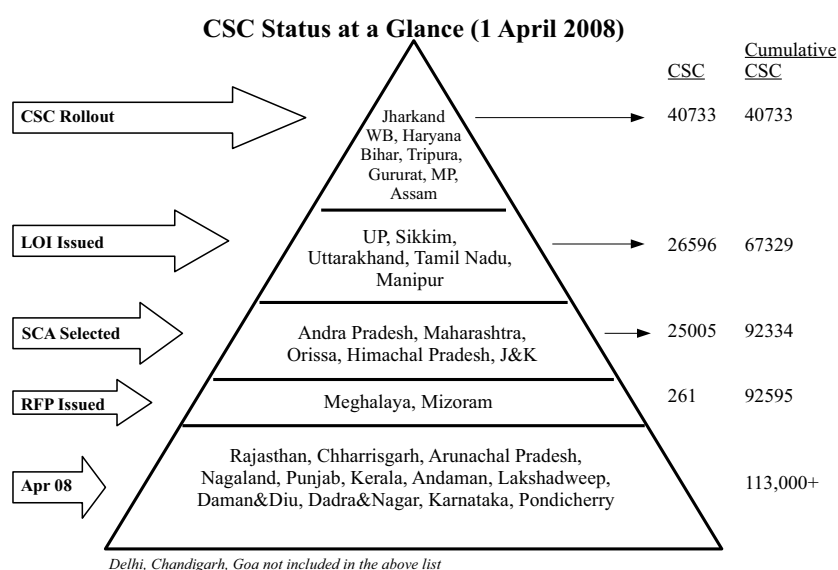 CSC Status at a Glance (1 April 2008)
CSC
Cumulative
CSC
CSC Rollout
Jharkand
WB, Haryana
Bihar, Tripura,
Gururat, MP,
Assam
40733
40733
LOI Issued
UP, Sikkim,
Uttarakhand, Tamil Nadu,
Manipur
26596
67329
SCA Selected
Andra Pradesh, Maharashtra,
Orissa, Himachal Pradesh, J&K
25005
92334
RFP Issued
Meghalaya, Mizoram
261
92595
Apr 08
Rajasthan, Chharrisgarh, Arunachal Pradesh,
Nagaland, Punjab, Kerala, Andaman, Lakshadweep,
Daman&Diu, Dadra&Nagar, Karnataka, Pondicherry
113,000+
Delhi, Chandigarh, Goa not included in the above list